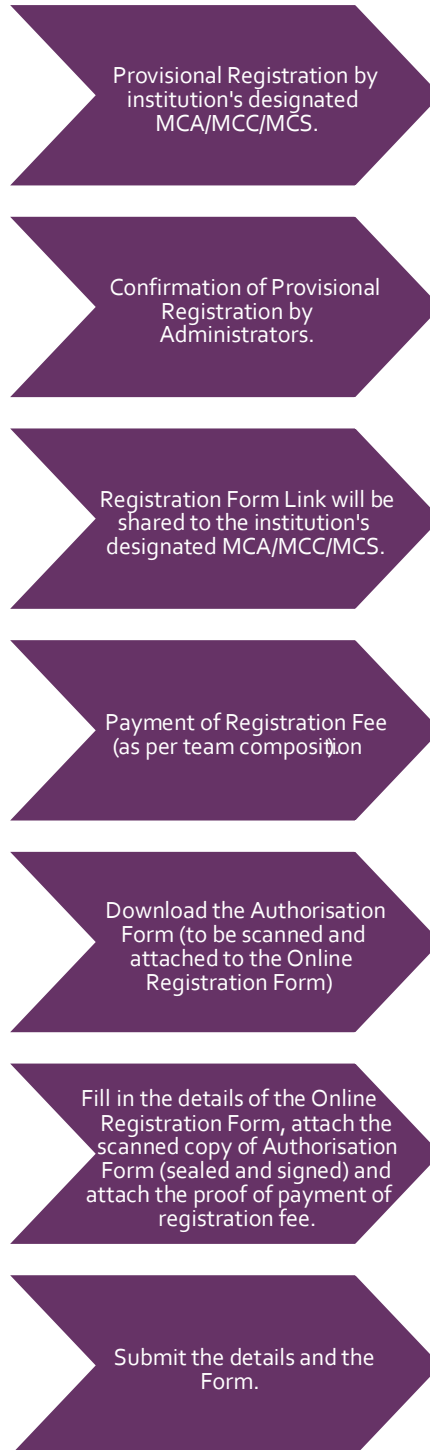 Provisional Registration by
institution's designated
MCA/MCC/MCS.
Confirmation of Provisional
Registration by
Administrators.
Registration Form Link will be
shared to the institution's
designated MCA/MCC/MCS.
Payment of Registration Fee
(as per team composition).
Download the Authorisation
Form (to be scanned and
attached to the Online
Registration Form)
Fill in the details of the Online
Registration Form, attach the
scanned copy of Authorisation
Form (sealed and signed) and
attach the proof of payment of
registration fee.
Submit the details and the
Form.